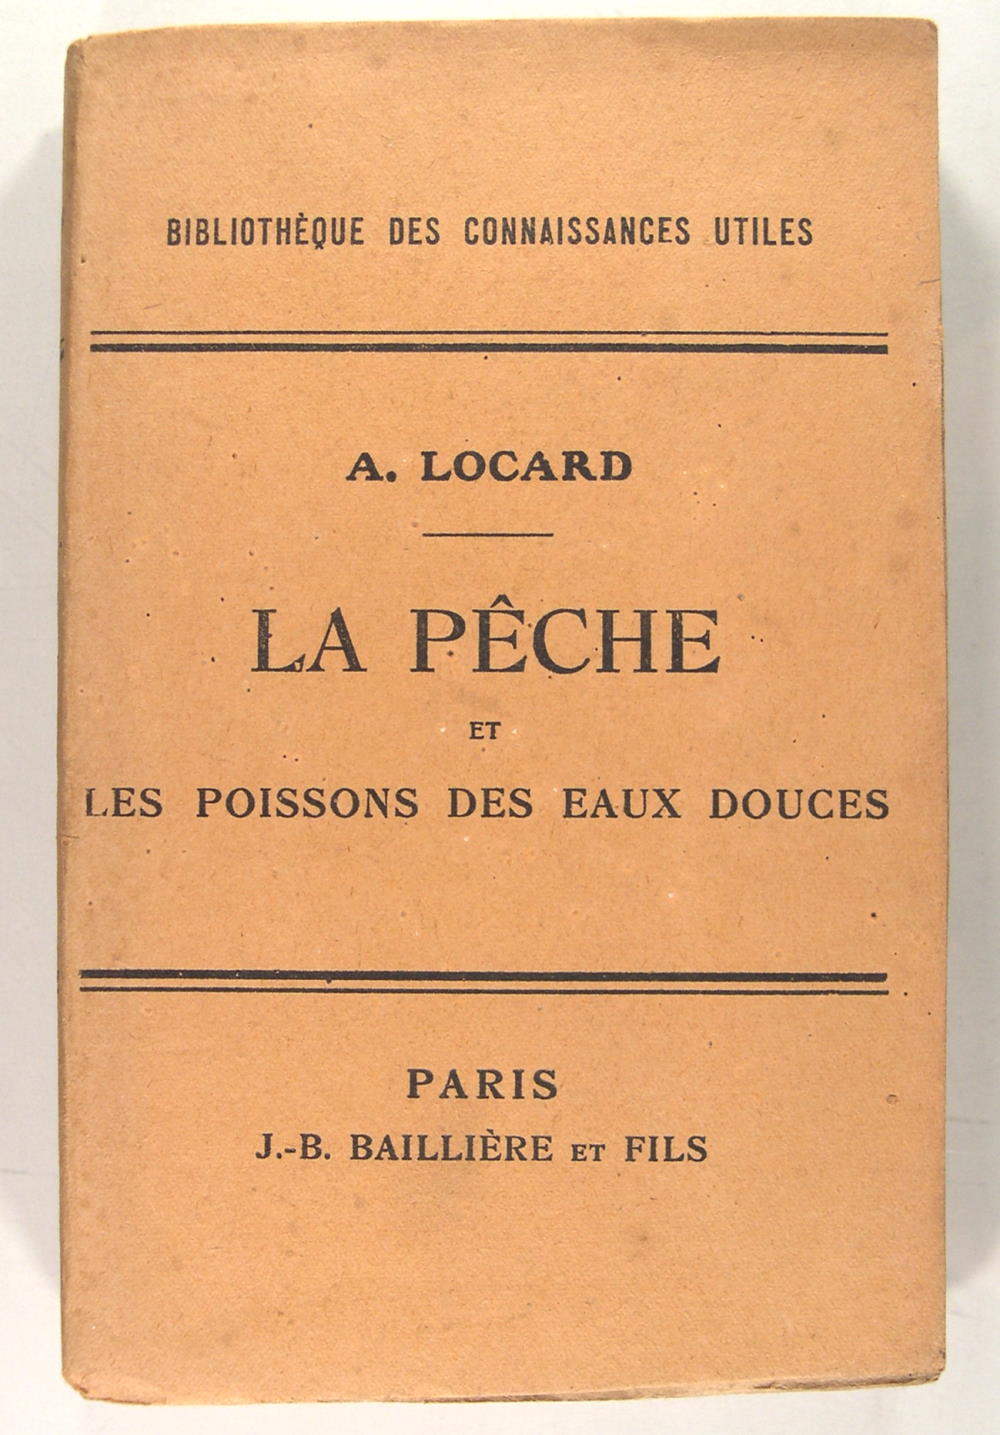 BIBLIOTHÈQUE DES CONNAISSANCES UTILES
A. LOCARD
LA PÊCHE
ET
LES POISSONS DES EAUX DOUCES
PARIS
J.-B. BAILLIÈRE ET FILS